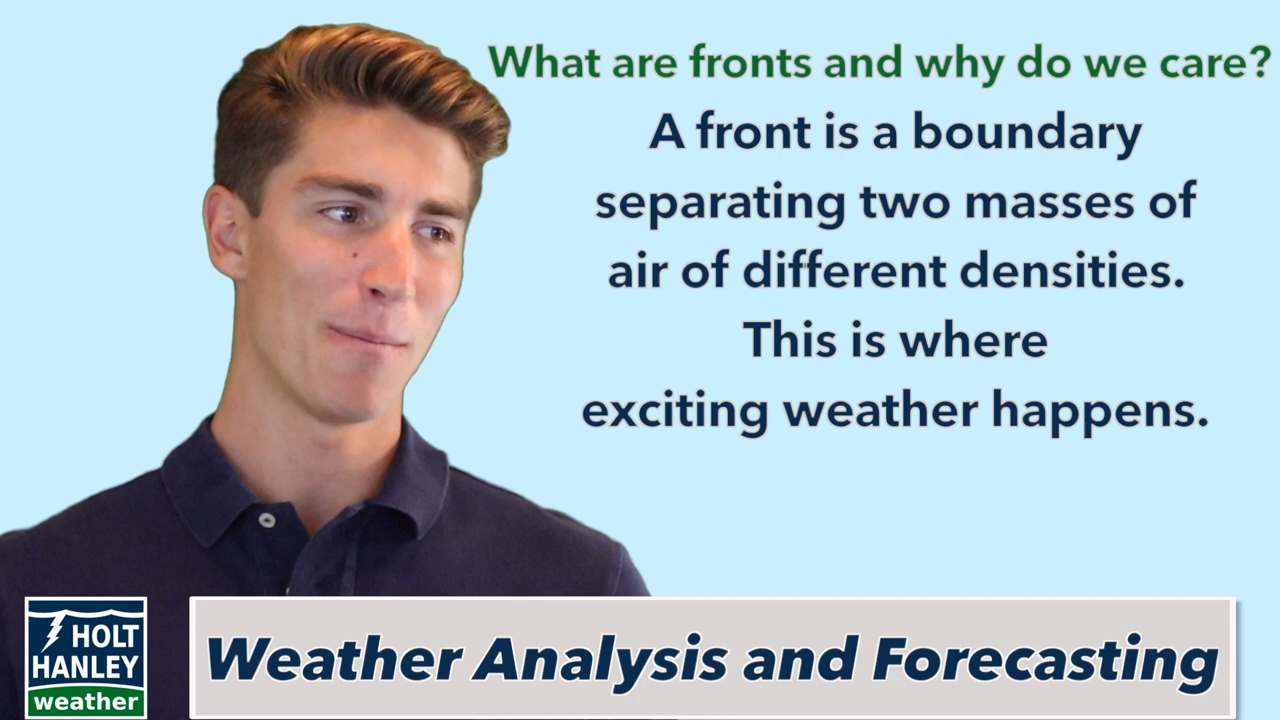 What are fronts and why do we care?
A front is a boundary
separating two masses of
air of different densities.
This is where
exciting weather happens.
HOLT
HANLEY
weather
Weather Analysis and Forecasting